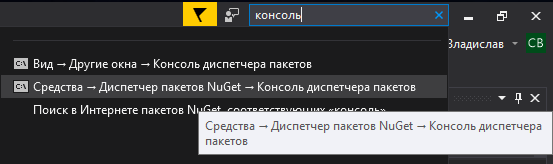 консоль
Владислав СВ
Вид → Другие окна → Консоль диспетчера пакетов
Средства → Диспетчер пакетов NuGet → Консоль диспетчера пакетов
Поиск в Интернете пакетов NuGet, соответствующих «консоль»
Средства → Диспетчер пакетов NuGet → Консоль диспетчера
пакетов